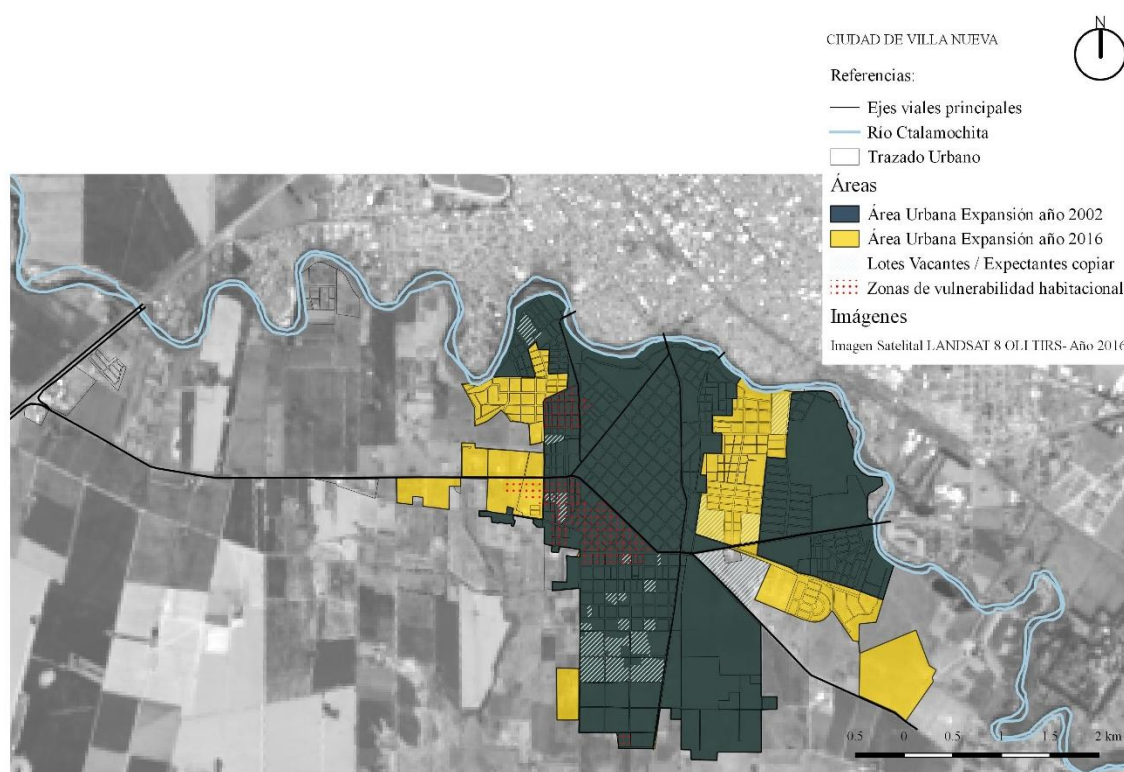 N
CIUDAD DE VILLA NUEVA
Referencias:
Ejes viales principales
Río Ctalamochita
Trazado Urbano
Áreas
Área Urbana Expansión año 2002
Área Urbana Expansión año 2016
Lotes Vacantes / Expectantes copiar
Zonas de vulnerabilidad habitacional
Imágenes
Imagen Satelital LANDSAT 8 OLI TIRS- Año 2016
0.5 0 0.5 1 1.5 2 km